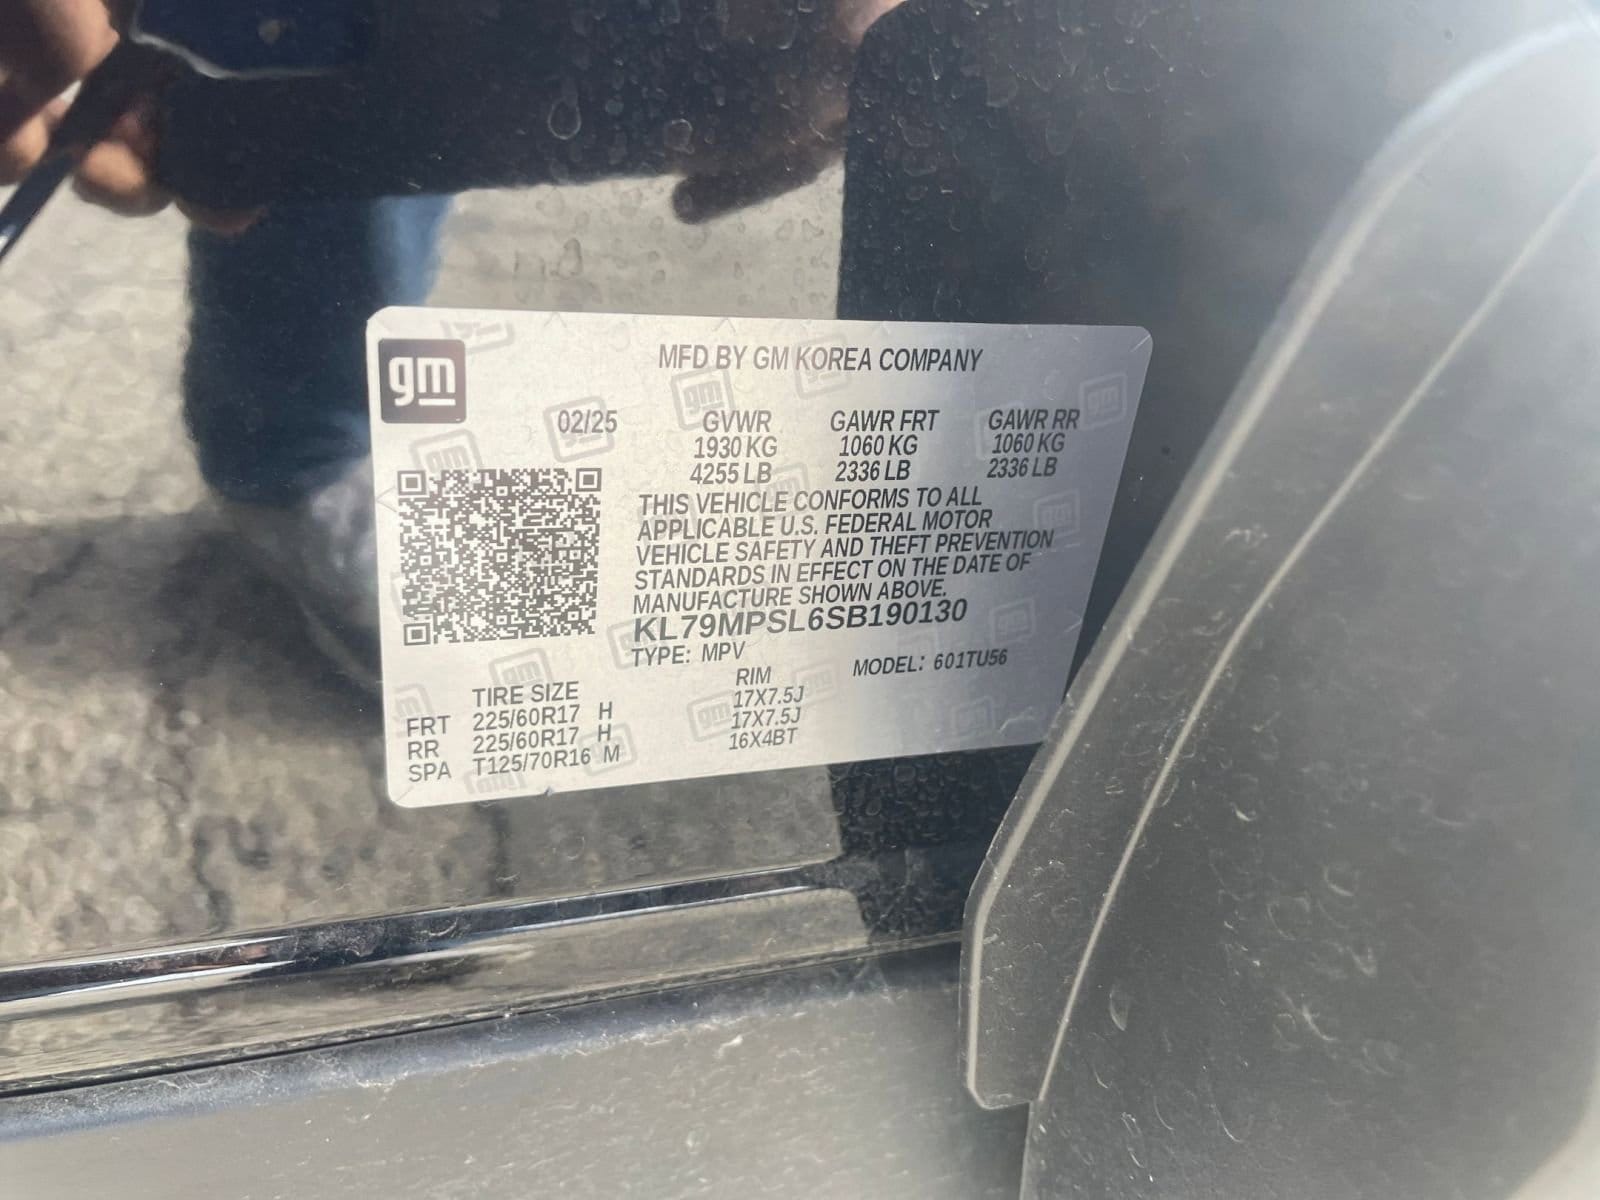 gm
MFD BY GM KOREA COMPANY
02/25 GVWR GAWR FRT GAWR RR
1930 KG 1060 KG 1060 KG
4255 LB 2336 LB 2336 LB
THIS VEHICLE CONFORMS TO ALL
APPLICABLE U.S. FEDERAL MOTOR
VEHICLE SAFETY AND THEFT PREVENTION
STANDARDS IN EFFECT ON THE DATE OF
MANUFACTURE SHOWN ABOVE.
KL79MPSL6SB190130
TYPE: MPV MODEL: 601TU56
TIRE SIZE RIM
FRT 225/60R17 H 17X7.5J
RR 225/60R17 H 17X7.5J
SPA T125/70R16 M 16X4BT